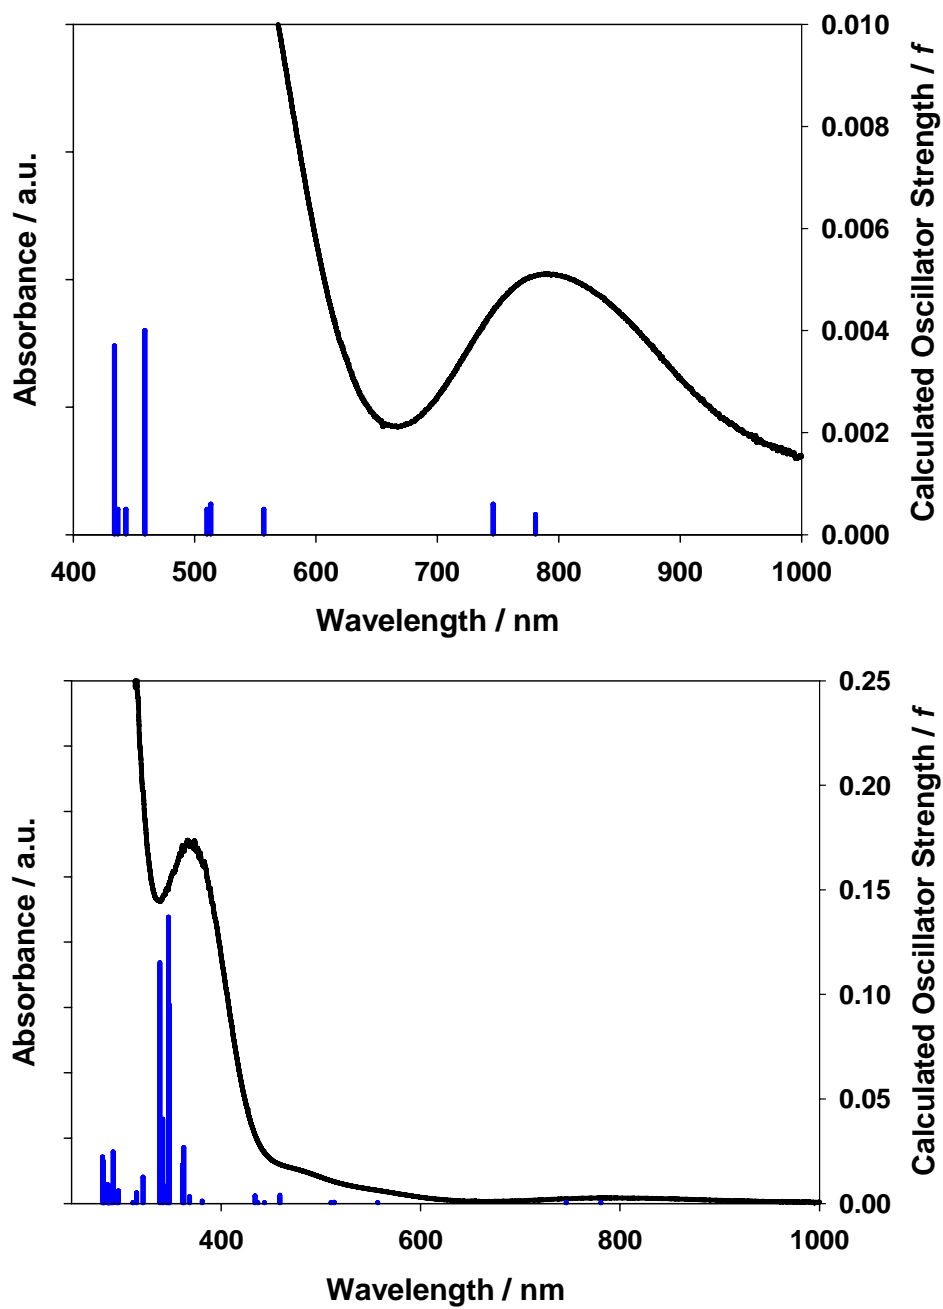 Absorbance / a.u.
0.010
0.008
0.006
0.004
0.002
0.000
Calculated Oscillator Strength / f
400 500 600 700 800 900 1000
Wavelength / nm
Absorbance / a.u.
0.25
0.20
0.15
0.10
0.05
0.00
Calculated Oscillator Strength / f
400 600 800 1000
Wavelength / nm